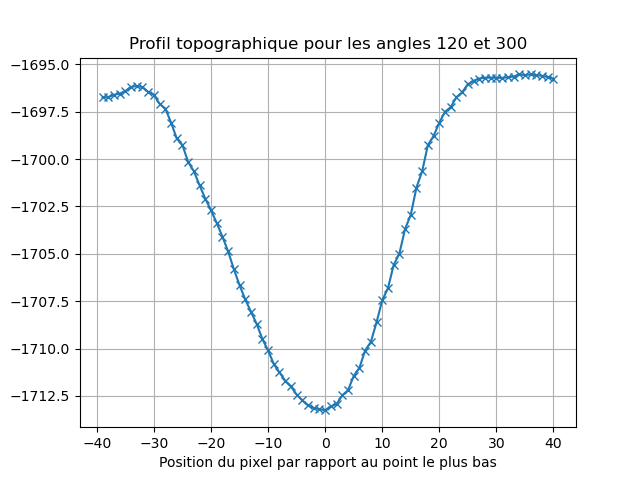 Profil topographique pour les angles 120 et 300
−1695.0
−1697.5
−1700.0
−1702.5
−1705.0
−1707.5
−1710.0
−1712.5
−40 −30 −20 −10 0 10 20 30 40
Position du pixel par rapport au point le plus bas